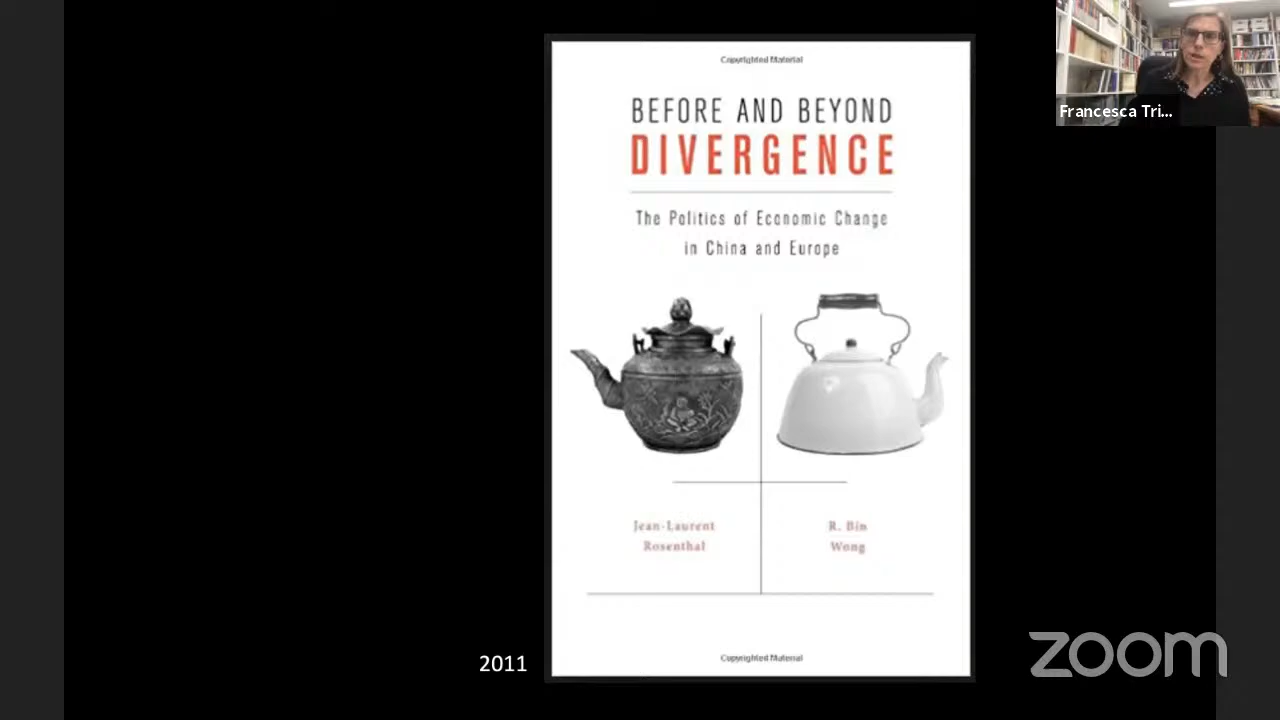 Copyrighted Material
BEFORE AND BEYOND
DIVERGENCE
The Politics of Economic Change
in China and Europe
Jean-Laurent
Rosenthal
R. Bin
Wong
Copyrighted Material
2011
Francesca Tri...
zoom